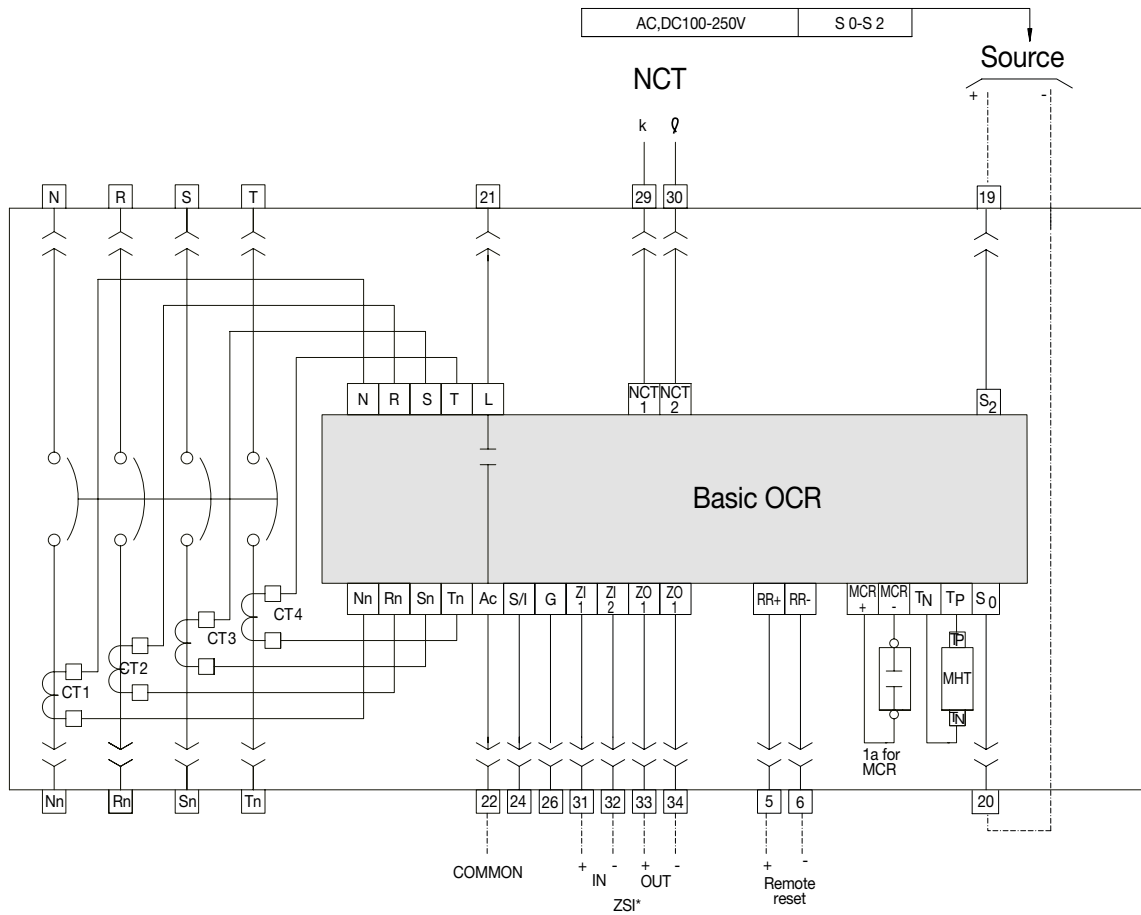 AC,DC100-250V S 0-S 2
Source
NCT
+ -
k ℓ
N R S T 21 29 30 19
N R S T L NCT 1 NCT 2 S2
Basic OCR
Nn Rn Sn Tn Ac S/I G ZI 1 ZI 2 ZO 1 ZO 1 RR+ RR- MCR + MCR - TN TP S0
CT4
CT3
CT2
CT1
TP
MHT
TN
1a for
MCR
Nn Rn Sn Tn 22 24 26 31 32 33 34 5 6 20
+ - + - + -
COMMON IN OUT Remote
reset
ZSI*